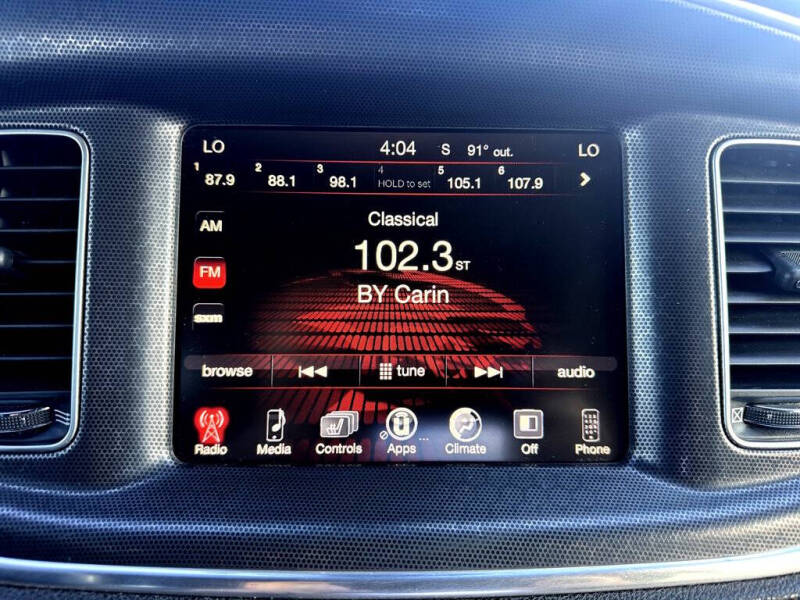 LO 4:04 S 91° out. LO
1 87.9 2 88.1 3 98.1 4 HOLD to set 5 105.1 6 107.9
Classical
AM
102.3 ST
FM
BY Carin
sxm
browse tune audio
Radio Media Controls Apps Climate Off Phone